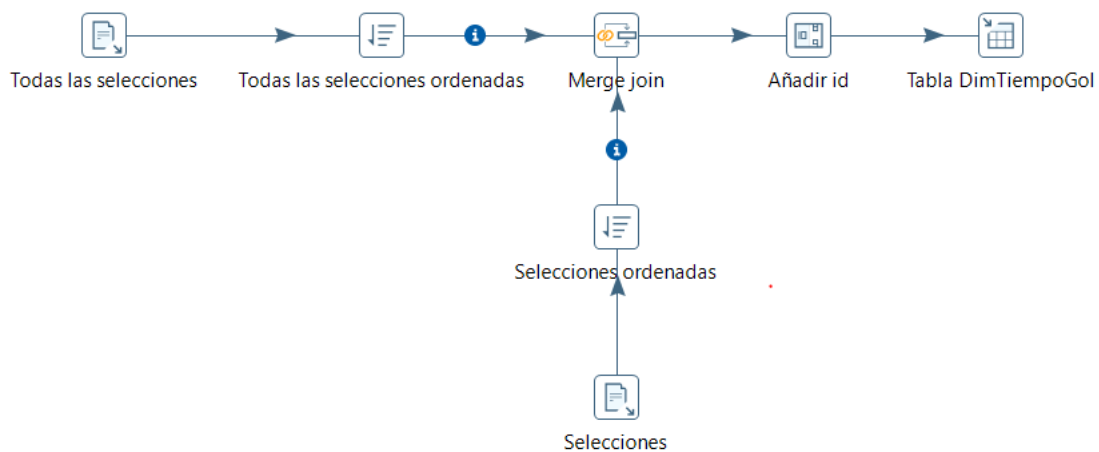 Todas las selecciones
Todas las selecciones ordenadas
Merge join
Añadir id
Tabla DimTiempoGol
Selecciones ordenadas
Selecciones